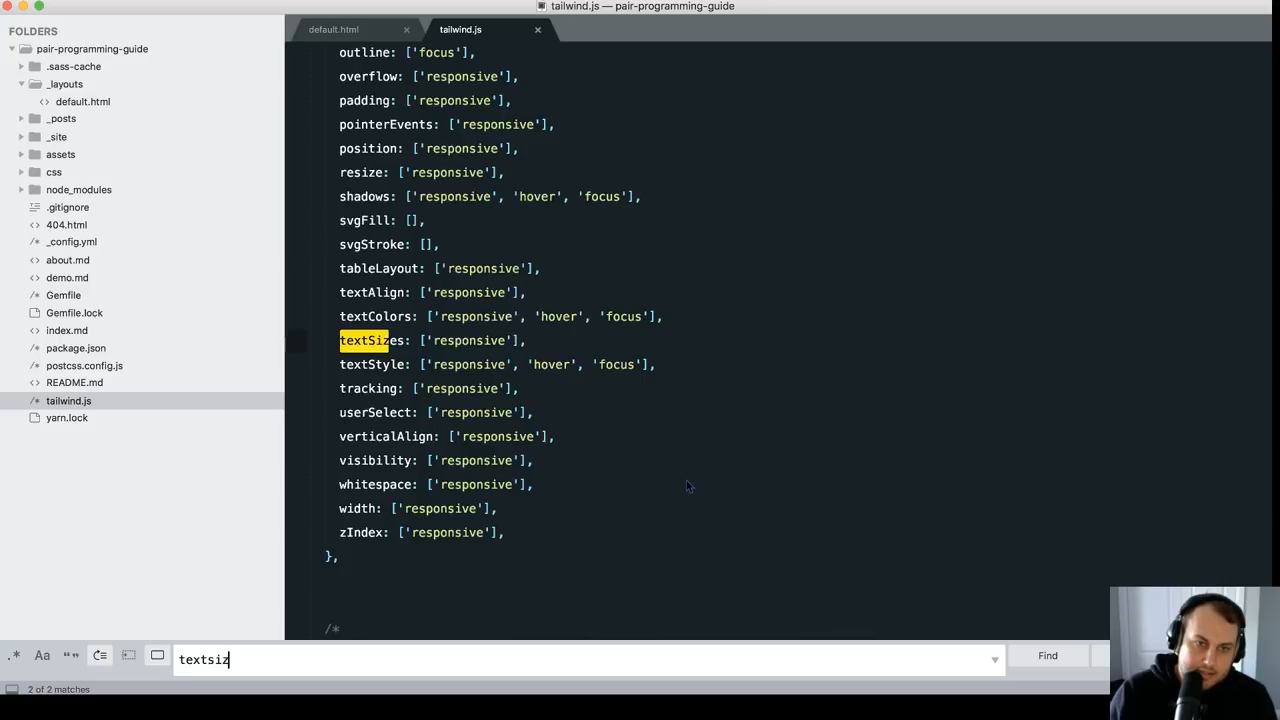 tailwind.js — pair-programming-guide
FOLDERS
pair-programming-guide
.sass-cache
_layouts
<> default.html
_posts
_site
assets
css
node_modules
.gitignore
<> 404.html
/* _config.yml
<> about.md
<> demo.md
/* Gemfile
Gemfile.lock
<> index.md
/* package.json
/* postcss.config.js
<> README.md
/* tailwind.js
yarn.lock
default.html ×
tailwind.js ×
outline: ['focus'],
overflow: ['responsive'],
padding: ['responsive'],
pointerEvents: ['responsive'],
position: ['responsive'],
resize: ['responsive'],
shadows: ['responsive', 'hover', 'focus'],
svgFill: [],
svgStroke: [],
tableLayout: ['responsive'],
textAlign: ['responsive'],
textColors: ['responsive', 'hover', 'focus'],
textSizes: ['responsive'],
textStyle: ['responsive', 'hover', 'focus'],
tracking: ['responsive'],
userSelect: ['responsive'],
verticalAlign: ['responsive'],
visibility: ['responsive'],
whitespace: ['responsive'],
width: ['responsive'],
zIndex: ['responsive'],
},
/*
.* Aa “” textsiz Find
2 of 2 matches